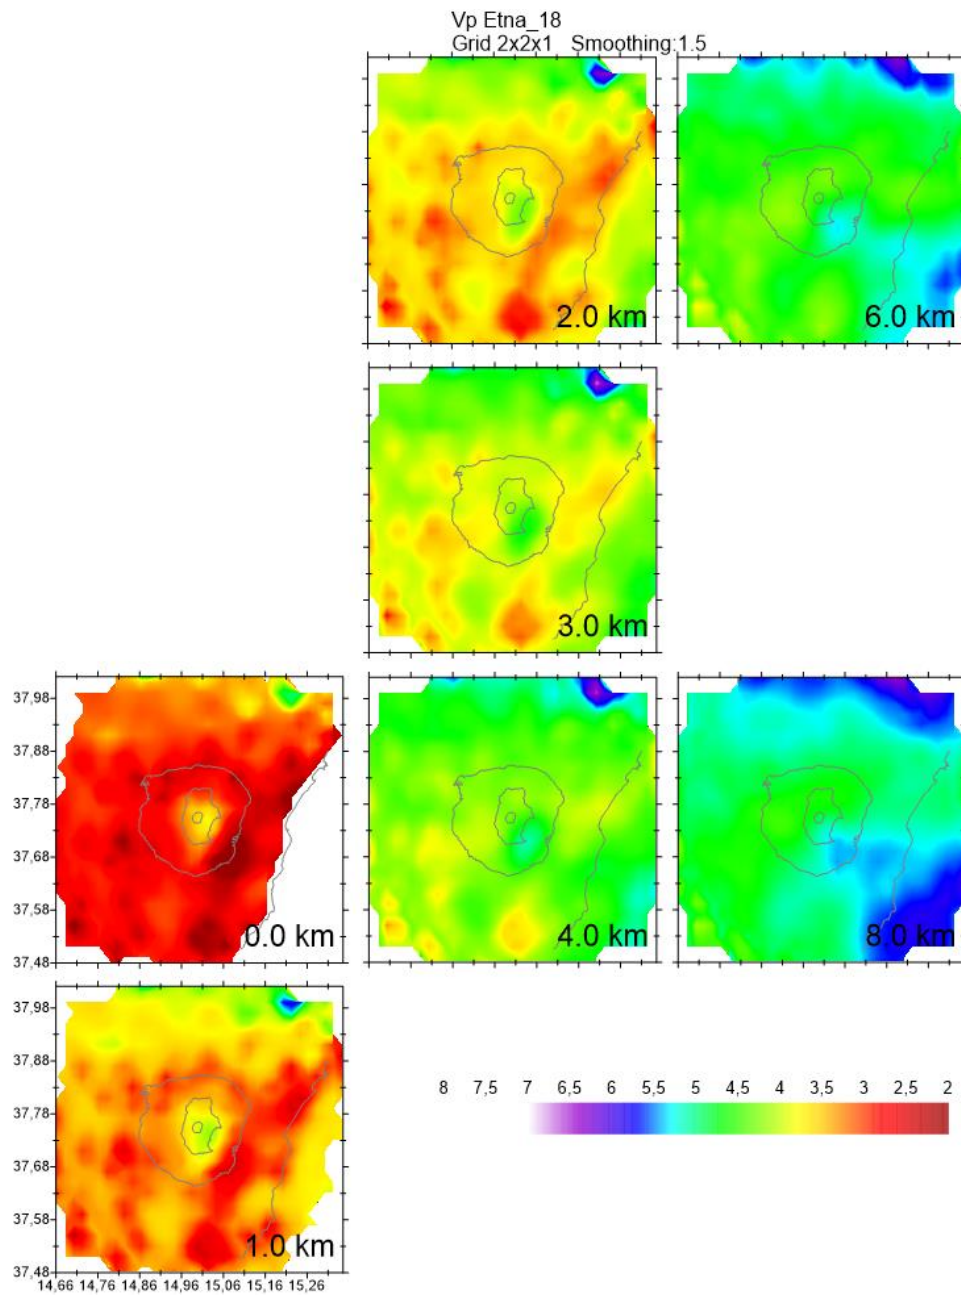 Vp Etna_18
Grid 2x2x1 Smoothing:1.5
2.0 km
6.0 km
3.0 km
37,98
37,88
37,78
37,68
37,58
37,48
0.0 km
4.0 km
8.0 km
37,98
37,88
37,78
37,68
37,58
37,48
1.0 km
14,66 14,76 14,86 14,96 15,06 15,16 15,26
8 7,5 7 6,5 6 5,5 5 4,5 4 3,5 3 2,5 2